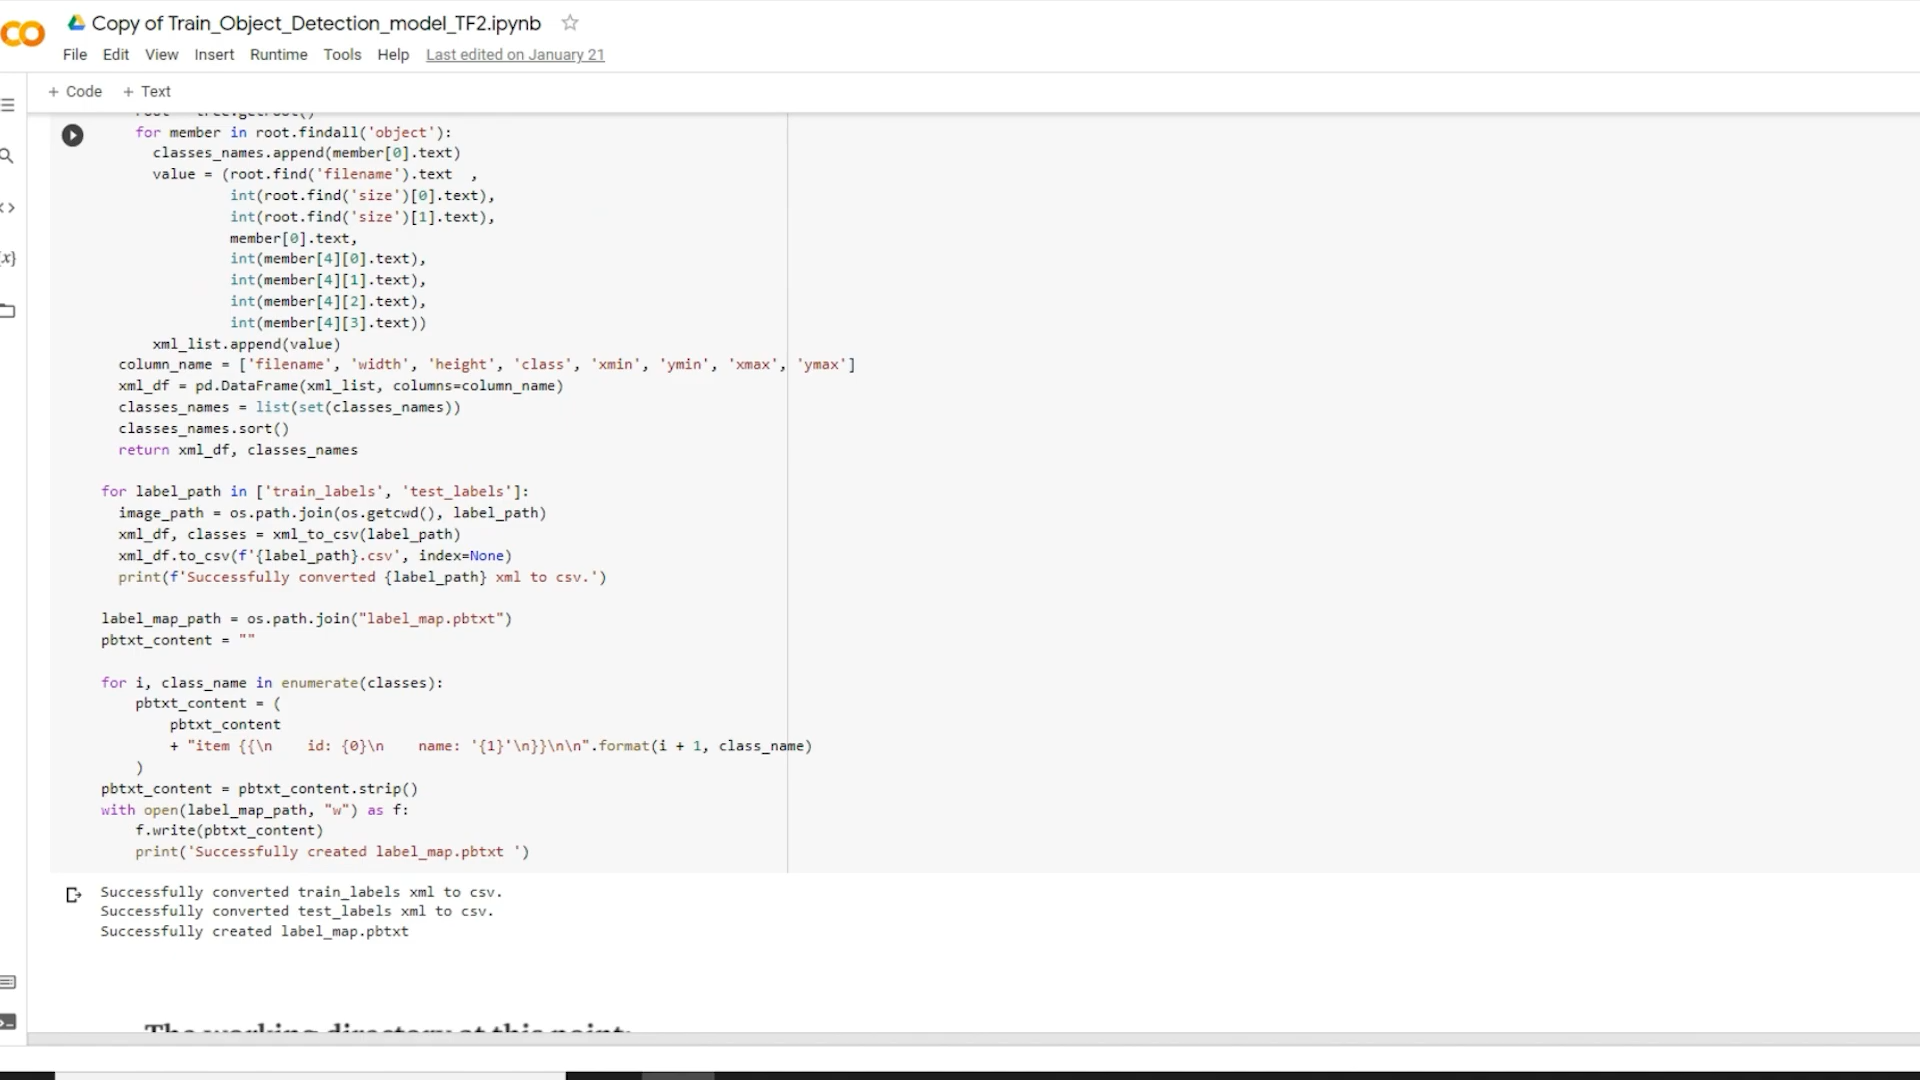 Copy of Train_Object_Detection_model_TF2.ipynb
File Edit View Insert Runtime Tools Help Last edited on January 21
+ Code + Text
root = tree.getroot()
for member in root.findall('object'):
classes_names.append(member[0].text)
value = (root.find('filename').text ,
int(root.find('size')[0].text),
int(root.find('size')[1].text),
member[0].text,
int(member[4][0].text),
int(member[4][1].text),
int(member[4][2].text),
int(member[4][3].text))
xml_list.append(value)
column_name = ['filename', 'width', 'height', 'class', 'xmin', 'ymin', 'xmax', 'ymax']
xml_df = pd.DataFrame(xml_list, columns=column_name)
classes_names = list(set(classes_names))
classes_names.sort()
return xml_df, classes_names
for label_path in ['train_labels', 'test_labels']:
image_path = os.path.join(os.getcwd(), label_path)
xml_df, classes = xml_to_csv(label_path)
xml_df.to_csv(f'{label_path}.csv', index=None)
print(f'Successfully converted {label_path} xml to csv.')
label_map_path = os.path.join("label_map.pbtxt")
pbtxt_content = ""
for i, class_name in enumerate(classes):
pbtxt_content = (
pbtxt_content
+ "item {{\n    id: {0}\n    name: '{1}'\n}}\n\n".format(i + 1, class_name)
)
pbtxt_content = pbtxt_content.strip()
with open(label_map_path, "w") as f:
f.write(pbtxt_content)
print('Successfully created label_map.pbtxt ')
Successfully converted train_labels xml to csv.
Successfully converted test_labels xml to csv.
Successfully created label_map.pbtxt
The working directory at this point: